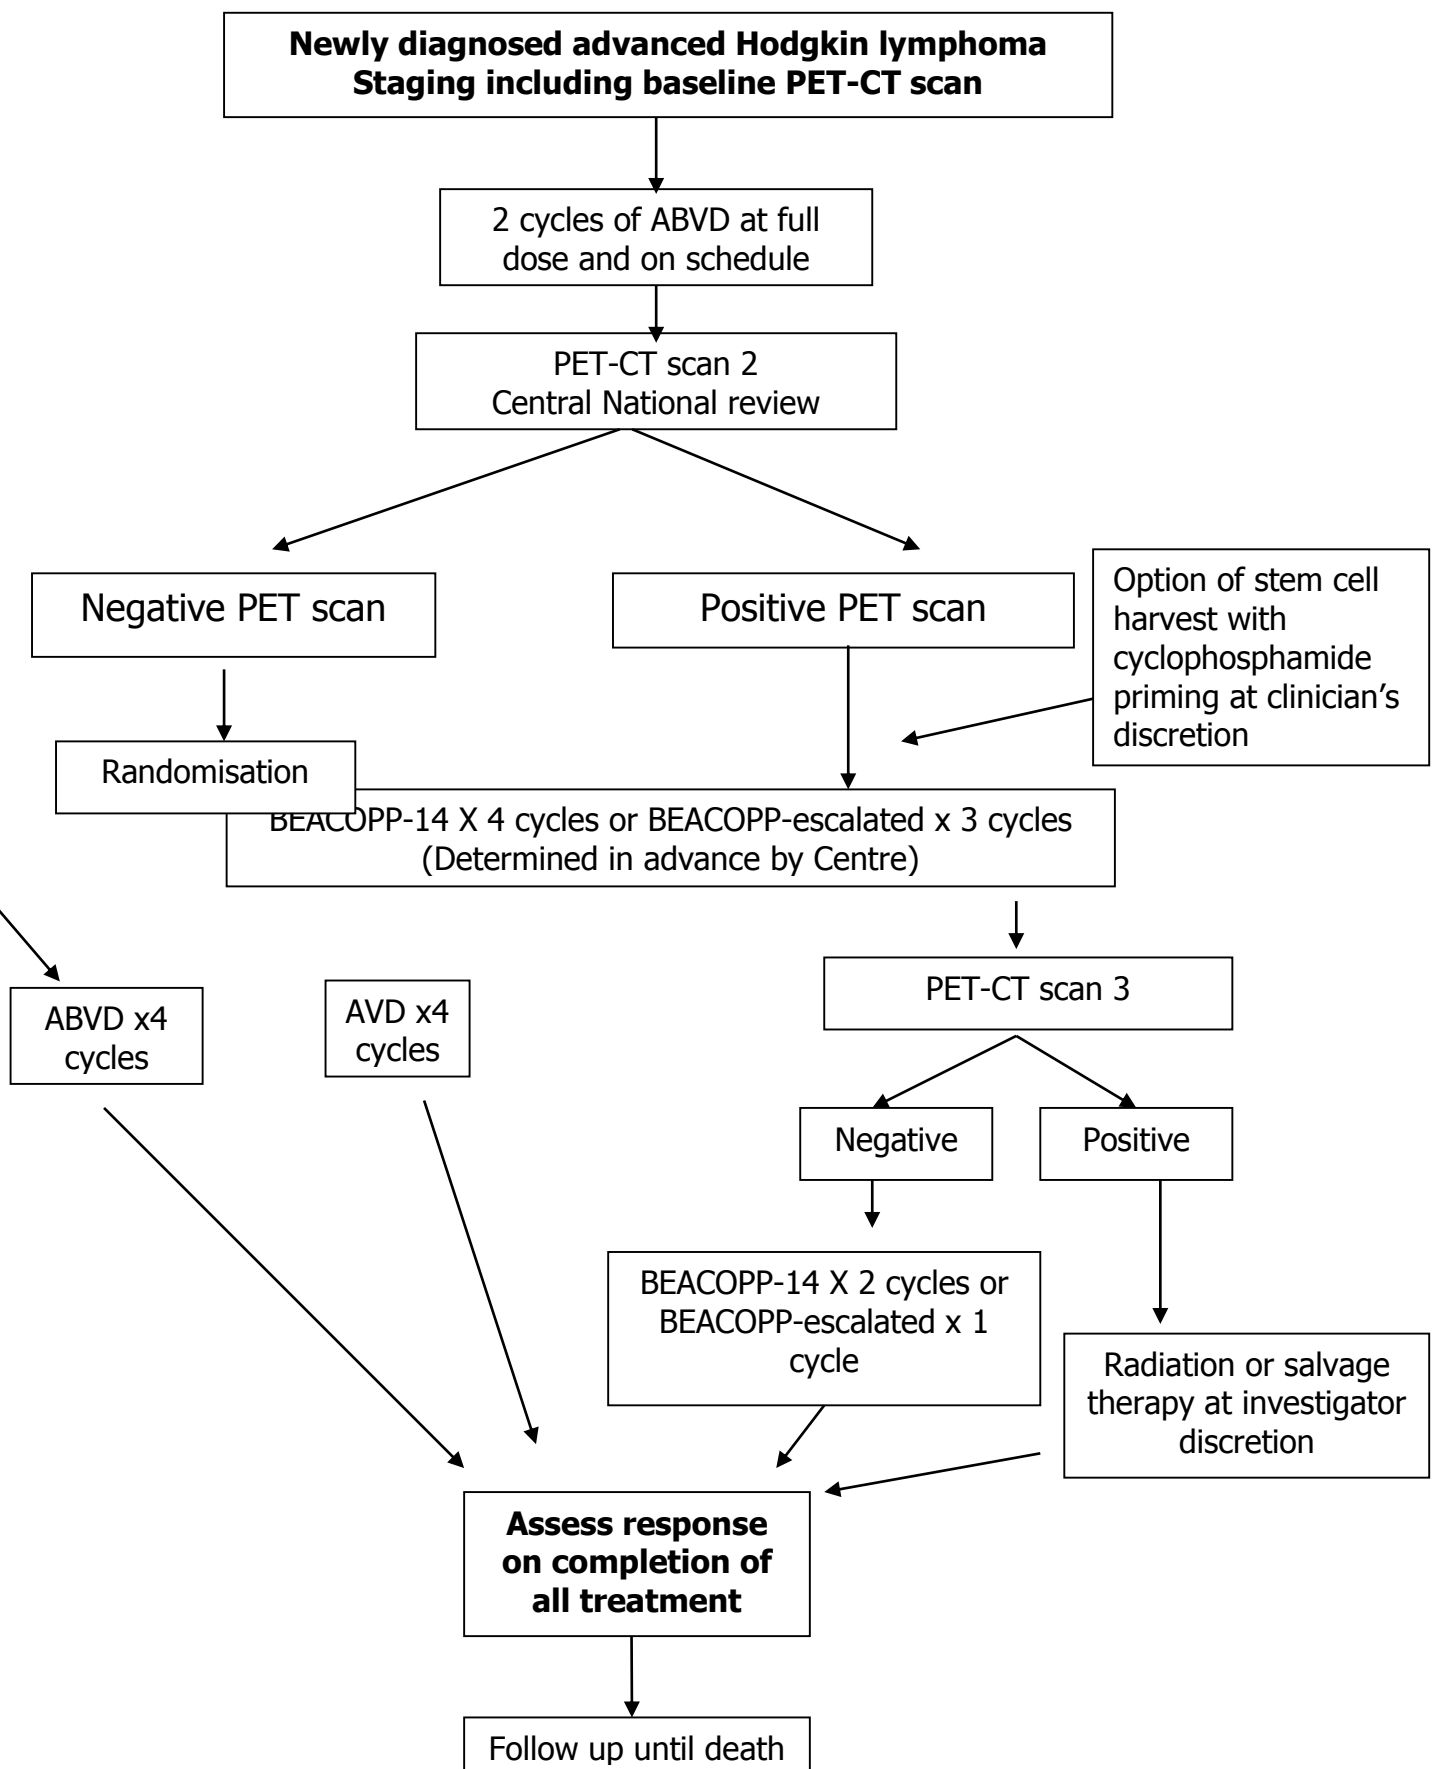 Newly diagnosed advanced Hodgkin lymphoma
Staging including baseline PET-CT scan
2 cycles of ABVD at full
dose and on schedule
PET-CT scan 2
Central National review
Negative PET scan
Positive PET scan
Option of stem cell
harvest with
cyclophosphamide
priming at clinician’s
discretion
Randomisation
BEACOPP-14 X 4 cycles or BEACOPP-escalated x 3 cycles
(Determined in advance by Centre)
ABVD x4
cycles
AVD x4
cycles
PET-CT scan 3
Negative
Positive
BEACOPP-14 X 2 cycles or
BEACOPP-escalated x 1
cycle
Radiation or salvage
therapy at investigator
discretion
Assess response
on completion of
all treatment
Follow up until death